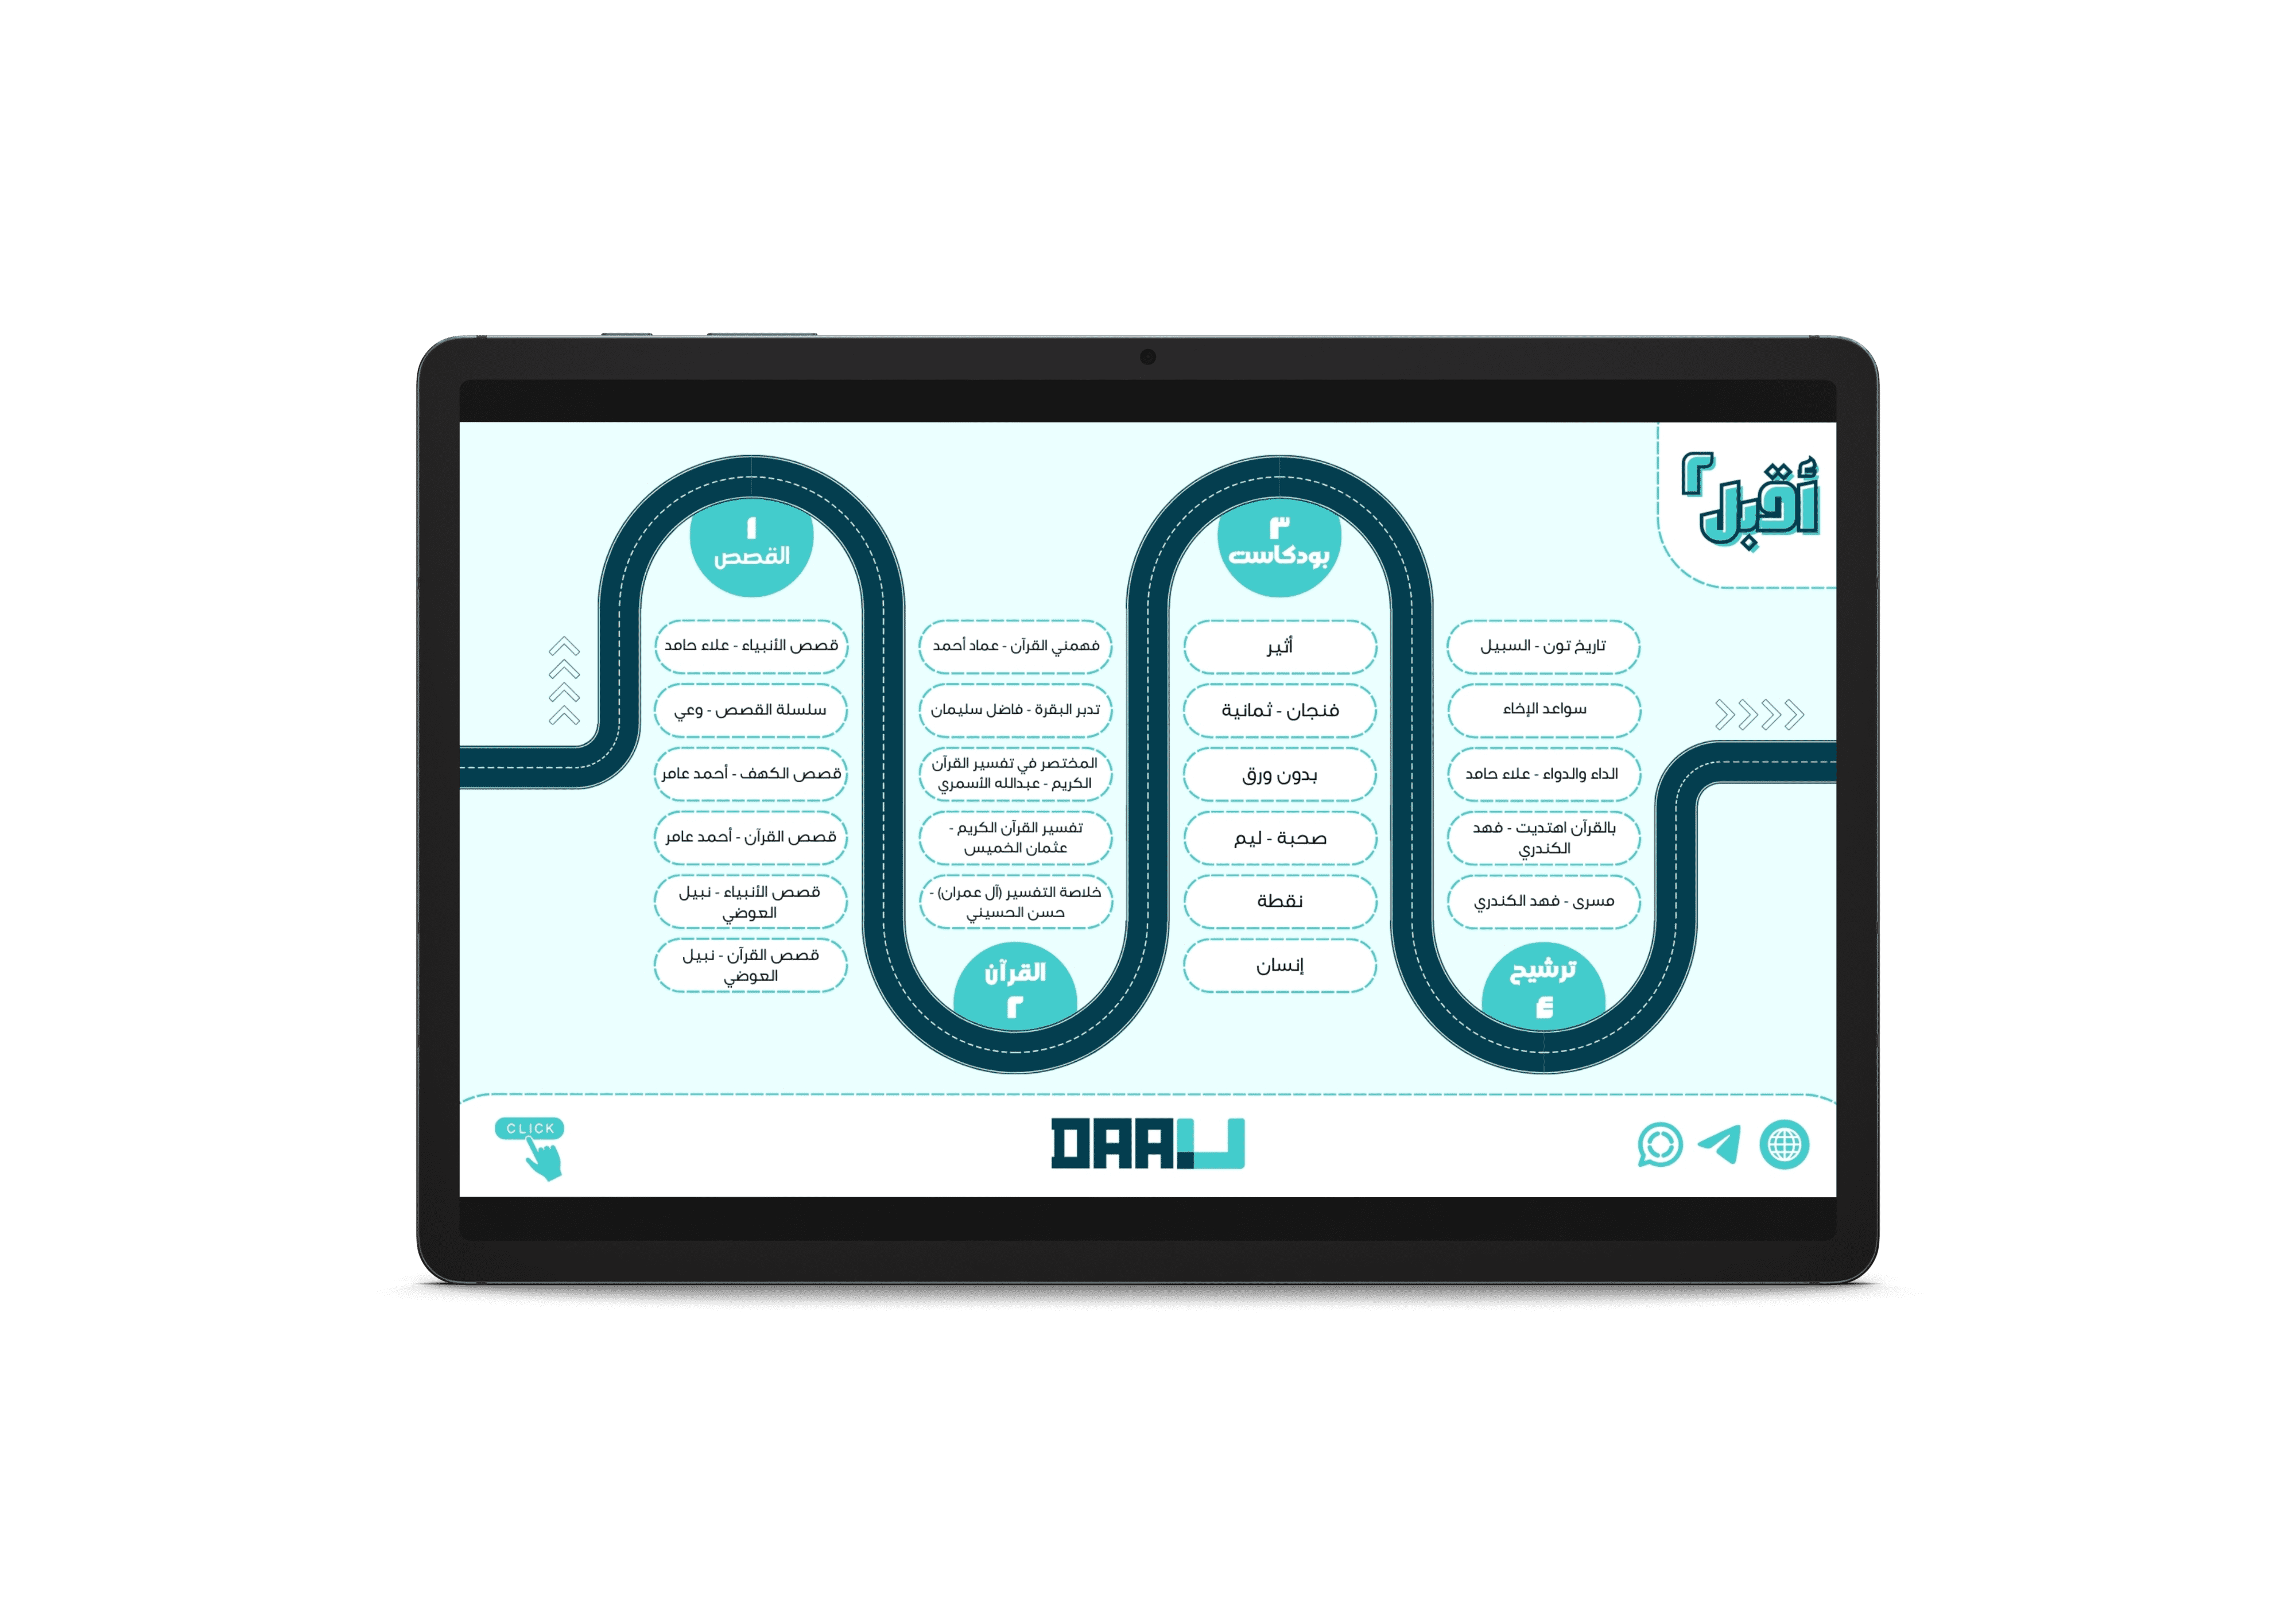 أقبل ٢
١
القصص
قصص الأنبياء - علاء حامد
سلسلة القصص - وعي
قصص الكهف - أحمد عامر
قصص القرآن - أحمد عامر
قصص الأنبياء - نبيل
العوضي
قصص القرآن - نبيل
العوضي
فهمني القرآن - عماد أحمد
تدبر البقرة - فاضل سليمان
المختصر في تفسير القرآن
الكريم - عبدالله الأسمري
تفسير القرآن الكريم -
عثمان الخميس
خلاصة التفسير (آل عمران) -
حسن الحسيني
القرآن
٢
٣
بودكاست
أثير
فنجان - ثمانية
بدون ورق
صحبة - ليم
نقطة
إنسان
تاريخ تون - السبيل
سواعد الإخاء
الداء والدواء - علاء حامد
بالقرآن اهتديت - فهد
الكندري
مسرى - فهد الكندري
ترشيح
٤
CLICK
DAAL